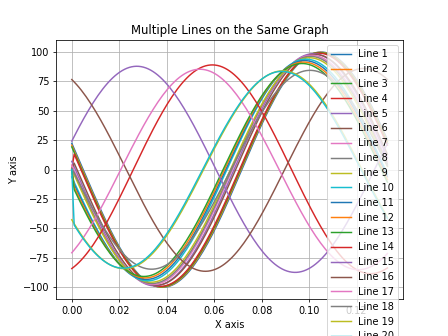 Multiple Lines on the Same Graph
100
75
50
25
0
−25
−50
−75
−100
Y axis
0.00
0.02
0.04
0.06
0.08
0.10
X axis
Line 1
Line 2
Line 3
Line 4
Line 5
Line 6
Line 7
Line 8
Line 9
Line 10
Line 11
Line 12
Line 13
Line 14
Line 15
Line 16
Line 17
Line 18
Line 19
Line 20